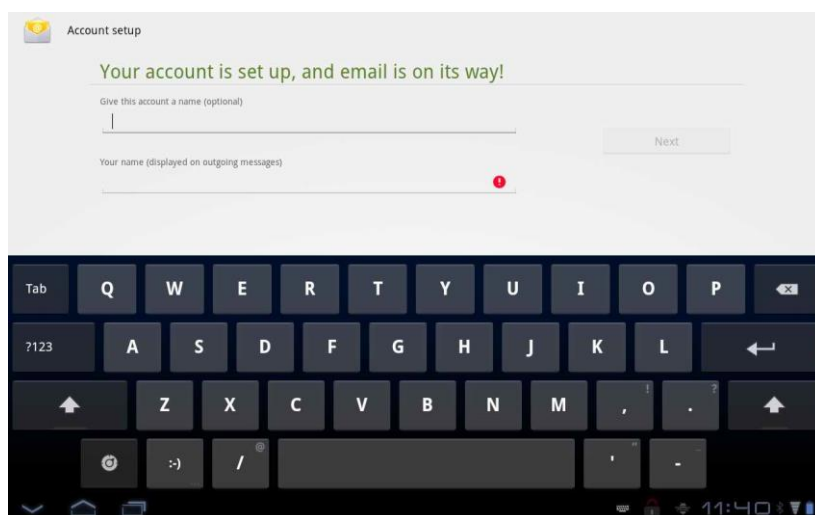 Account setup
Your account is set up, and email is on its way!
Give this account a name (optional)
Next
Your name (displayed on outgoing messages)
Tab Q W E R T Y U I O P
?123 A S D F G H J K L
Z X C V B N M , ! . ?
:-) / @ ' " -
11:40